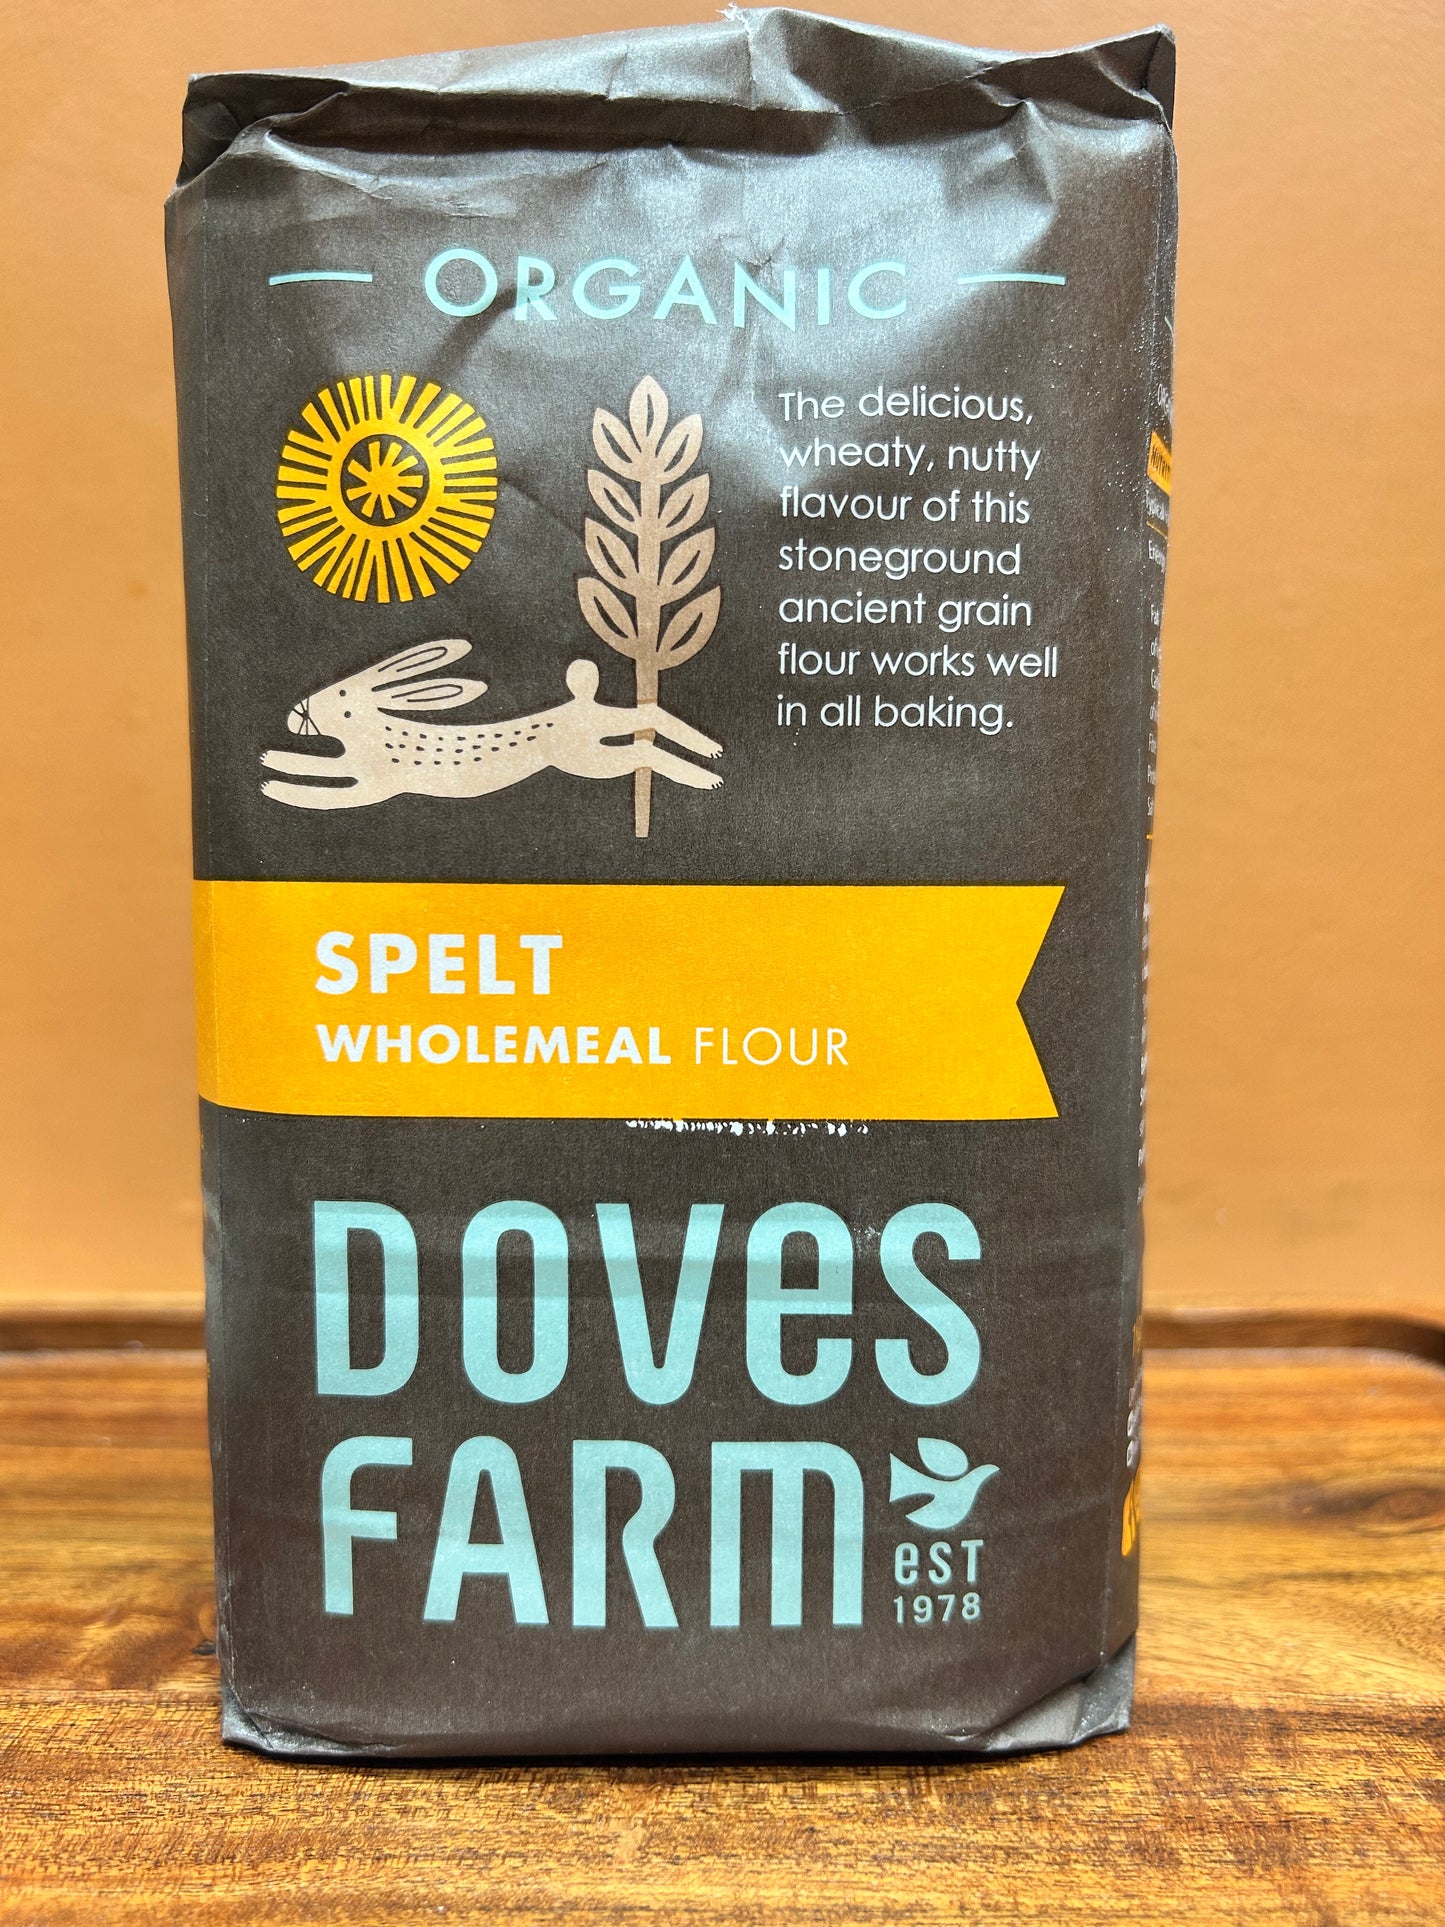 ORGANIC
The delicious,
wheaty, nutty
flavour of this
stoneground
ancient grain
flour works well
in all baking.
SPELT
WHOLEMEAL FLOUR
DOVES
FARM
EST
1978